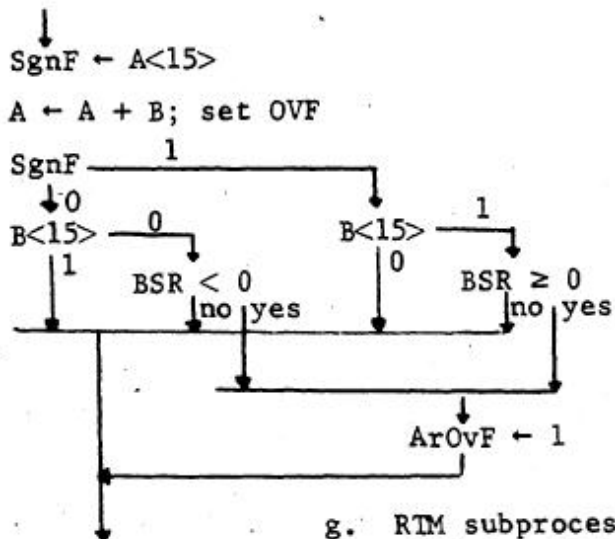 SgnF ← A<15>
A ← A + B; set OVF
SgnF 1
0
B<15> 0 B<15> 1
1 BSR < 0 0 BSR ≥ 0
no yes no yes
ArOvF ← 1
g. RTM subproces